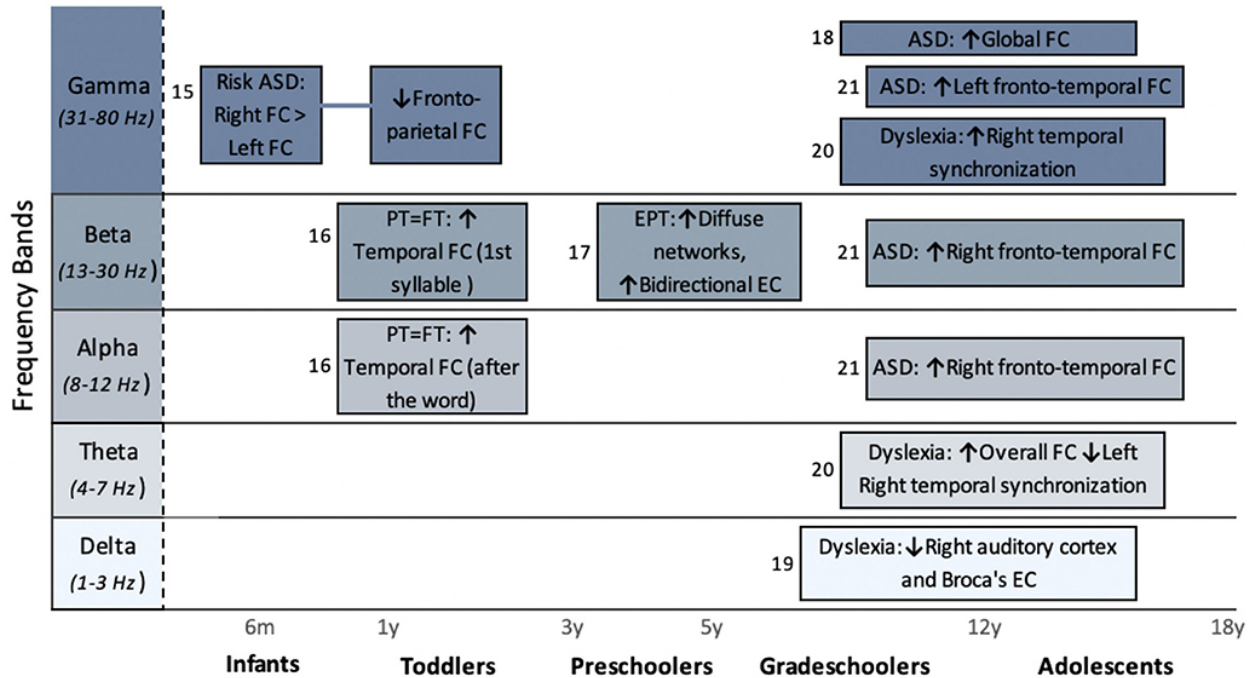 Frequency Bands
Gamma
(31-80 Hz)
15
Risk ASD:
Right FC >
Left FC
↓Fronto-
parietal FC
18
ASD: ↑Global FC
21
ASD: ↑Left fronto-temporal FC
20
Dyslexia:↑Right temporal
synchronization
Beta
(13-30 Hz)
16
PT=FT: ↑
Temporal FC (1st
syllable )
17
EPT:↑Diffuse
networks,
↑Bidirectional EC
21
ASD: ↑Right fronto-temporal FC
Alpha
(8-12 Hz)
16
PT=FT: ↑
Temporal FC (after
the word)
21
ASD: ↑Right fronto-temporal FC
Theta
(4-7 Hz)
20
Dyslexia: ↑Overall FC ↓Left
Right temporal synchronization
Delta
(1-3 Hz)
19
Dyslexia:↓Right auditory cortex
and Broca's EC
6m 1y 3y 5y 12y 18y
Infants Toddlers Preschoolers Gradeschoolers Adolescents